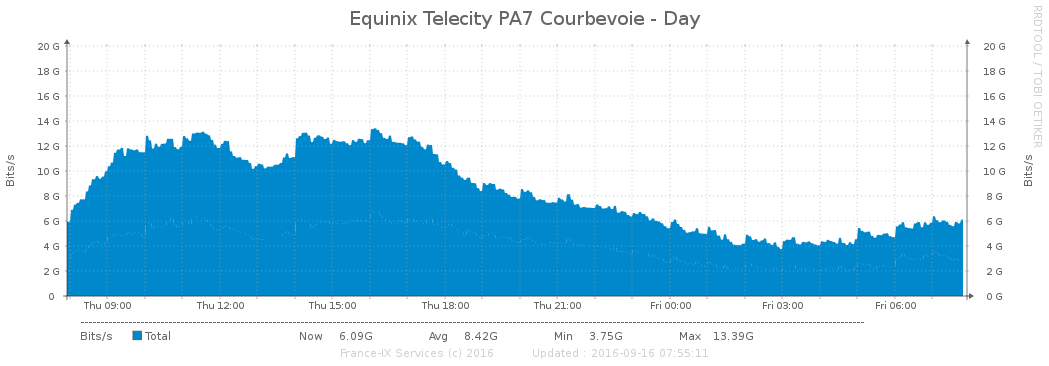 Equinix Telecity PA7 Courbevoie - Day
RRDTOOL / TOBI OETIKER
Bits/s
20 G
18 G
16 G
14 G
12 G
10 G
8 G
6 G
4 G
2 G
0
20 G
18 G
16 G
14 G
12 G
10 G
8 G
6 G
4 G
2 G
0 G
Bits/s
Thu 09:00 Thu 12:00 Thu 15:00 Thu 18:00 Thu 21:00 Fri 00:00 Fri 03:00 Fri 06:00
Bits/s Total Now 6.09G Avg 8.42G Min 3.75G Max 13.39G
France-IX Services (c) 2016 Updated : 2016-09-16 07:55:11